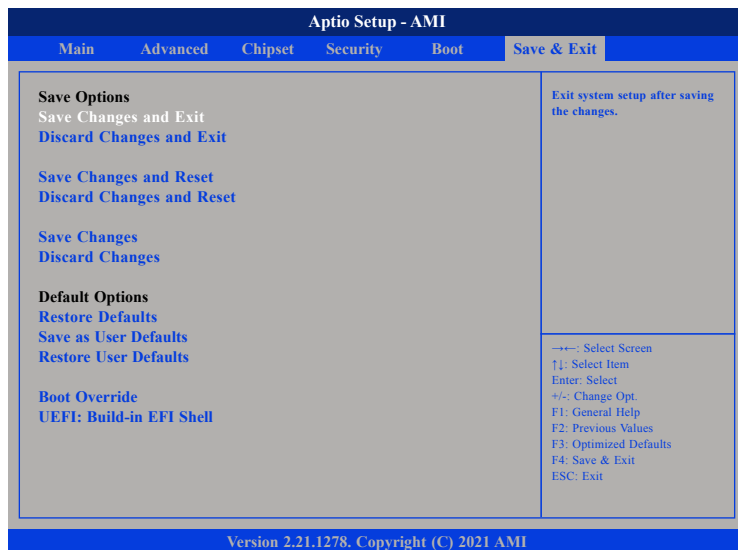 Aptio Setup - AMI
Main Advanced Chipset Security Boot Save & Exit
Save Options
Save Changes and Exit
Discard Changes and Exit
Save Changes and Reset
Discard Changes and Reset
Save Changes
Discard Changes
Default Options
Restore Defaults
Save as User Defaults
Restore User Defaults
Boot Override
UEFI: Build-in EFI Shell
Exit system setup after saving
the changes.
→←: Select Screen
↑↓: Select Item
Enter: Select
+/-: Change Opt.
F1: General Help
F2: Previous Values
F3: Optimized Defaults
F4: Save & Exit
ESC: Exit
Version 2.21.1278. Copyright (C) 2021 AMI